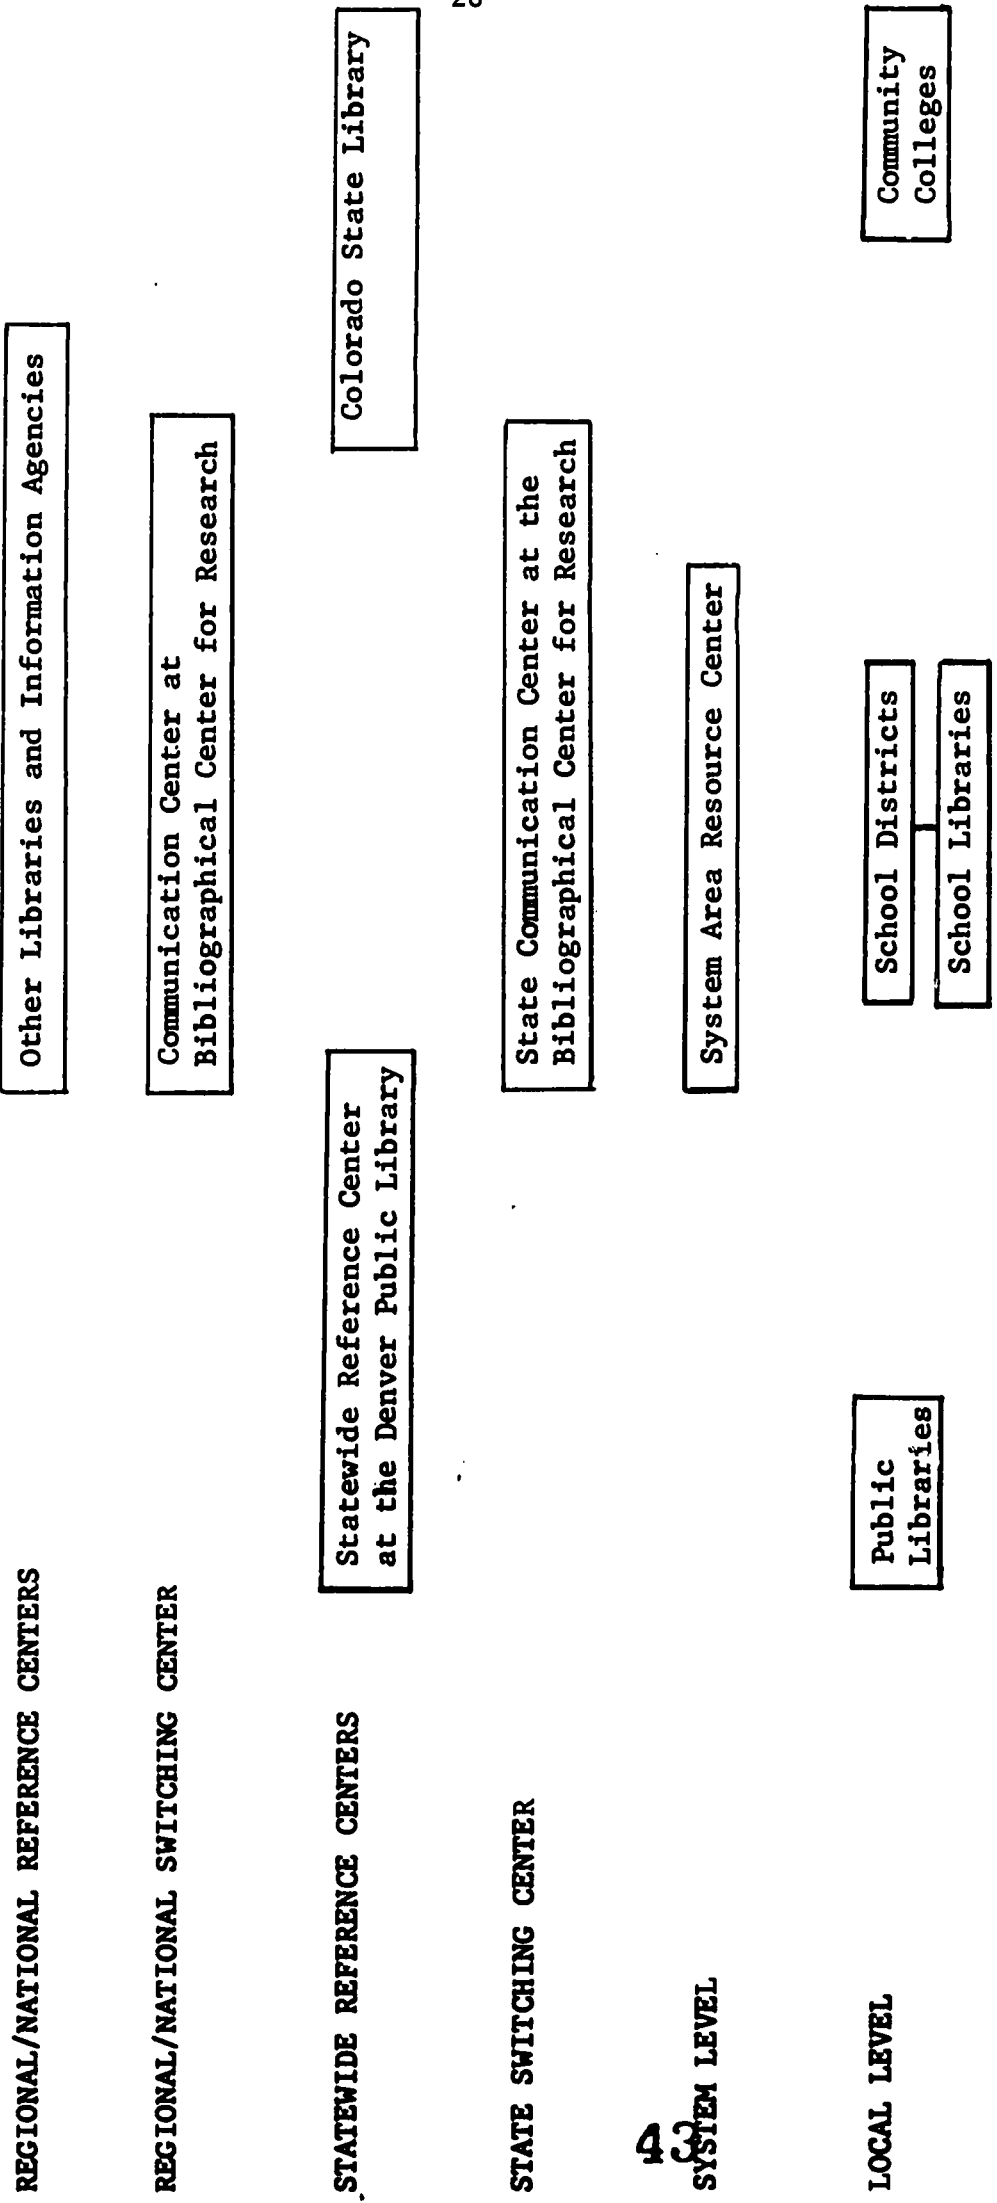 REGIONAL/NATIONAL REFERENCE CENTERS
Other Libraries and Information Agencies
REGIONAL/NATIONAL SWITCHING CENTER
Communication Center at
Bibliographical Center for Research
STATEWIDE REFERENCE CENTERS
Statewide Reference Center
at the Denver Public Library
Colorado State Library
STATE SWITCHING CENTER
State Communication Center at the
Bibliographical Center for Research
SYSTEM LEVEL
System Area Resource Center
LOCAL LEVEL
Public
Libraries
School Districts
School Libraries
Community
Colleges
43